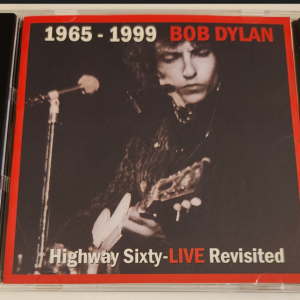 1965 - 1999 BOB DYLAN
Highway Sixty-LIVE Revisited